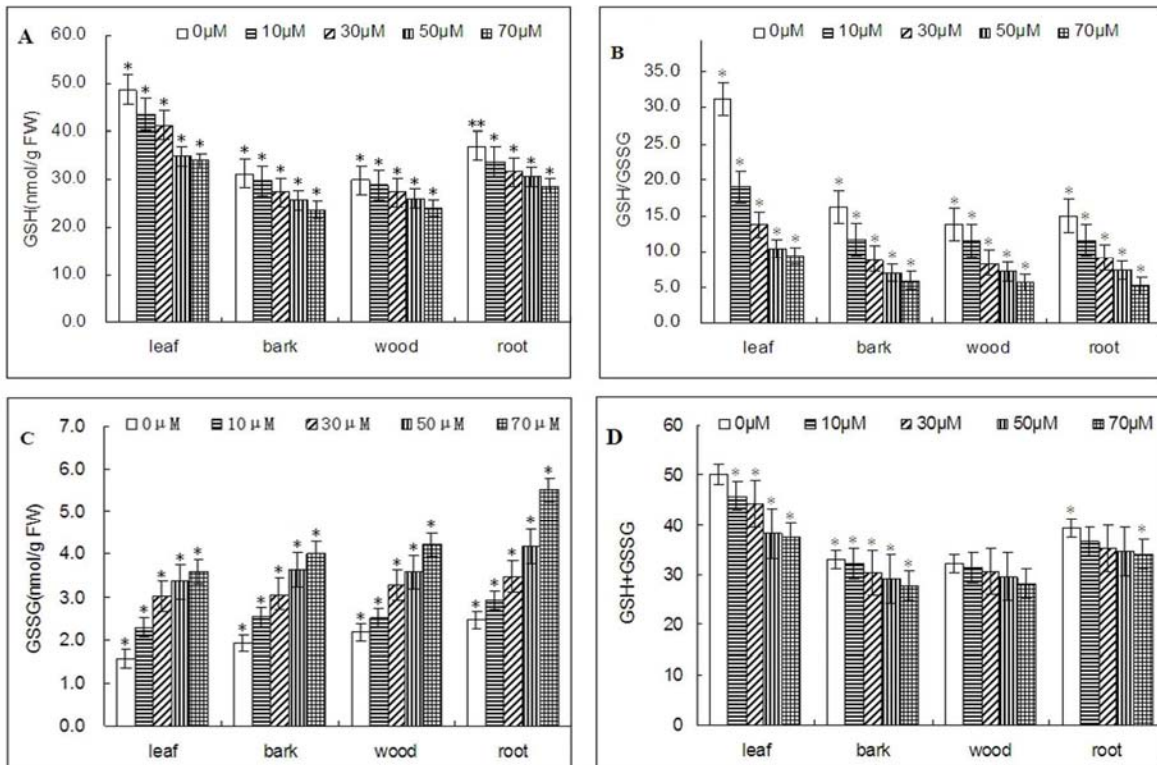 A
0μM 10μM 30μM 50μM 70μM
GSH(nmol/g FW)
60.0
50.0
40.0
30.0
20.0
10.0
0.0
* * * * *
* * * * *
* * * * *
** * * * *
leaf bark wood root
B
0μM 10μM 30μM 50μM 70μM
GSH/GSSG
35.0
30.0
25.0
20.0
15.0
10.0
5.0
0.0
* * * * *
* * * * *
* * * * *
* * * * *
leaf bark wood root
C
0μM 10μM 30μM 50μM 70μM
GSSG(nmol/g FW)
7.0
6.0
5.0
4.0
3.0
2.0
1.0
0.0
* * * * *
* * * * *
* * * * *
* * * * *
leaf bark wood root
D
0μM 10μM 30μM 50μM 70μM
GSH+GSSG
60
50
40
30
20
10
0
* * * *
* * * * *
* *
leaf bark wood root